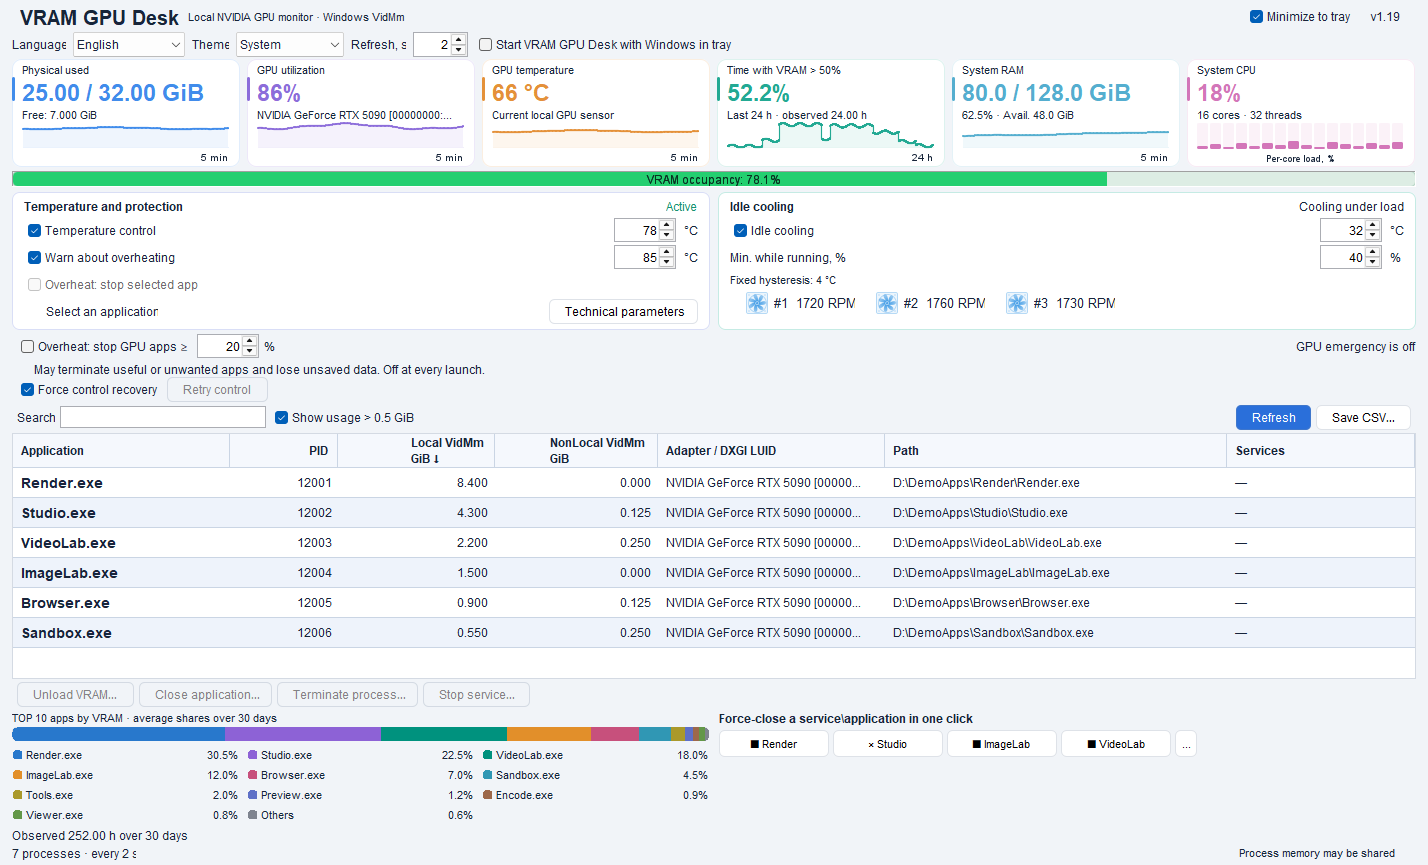 VRAM GPU Desk Local NVIDIA GPU monitor · Windows VidMm Minimize to tray v1.19
Language English Theme System Refresh, s 2 Start VRAM GPU Desk with Windows in tray
Physical used
25.00 / 32.00 GiB
Free: 7.000 GiB
5 min
GPU utilization
86%
NVIDIA GeForce RTX 5090 [00000000:...
5 min
GPU temperature
66 °C
Current local GPU sensor
5 min
Time with VRAM > 50%
52.2%
Last 24 h · observed 24.00 h
24 h
System RAM
80.0 / 128.0 GiB
62.5% · Avail. 48.0 GiB
5 min
System CPU
18%
16 cores · 32 threads
Per-core load, %
VRAM occupancy: 78.1%
Temperature and protection Active
Temperature control 78 °C
Warn about overheating 85 °C
Overheat: stop selected app
Select an application Technical parameters
Idle cooling Cooling under load
Idle cooling 32 °C
Min. while running, % 40 %
Fixed hysteresis: 4 °C
#1 1720 RPM #2 1760 RPM #3 1730 RPM
Overheat: stop GPU apps ≥ 20 % GPU emergency is off
May terminate useful or unwanted apps and lose unsaved data. Off at every launch.
Force control recovery Retry control
Search Show usage > 0.5 GiB Refresh Save CSV...
Application PID Local VidMm GiB ↓ NonLocal VidMm GiB Adapter / DXGI LUID Path Services
Render.exe 12001 8.400 0.000 NVIDIA GeForce RTX 5090 [00000... D:\DemoApps\Render\Render.exe —
Studio.exe 12002 4.300 0.125 NVIDIA GeForce RTX 5090 [00000... D:\DemoApps\Studio\Studio.exe —
VideoLab.exe 12003 2.200 0.250 NVIDIA GeForce RTX 5090 [00000... D:\DemoApps\VideoLab\VideoLab.exe —
ImageLab.exe 12004 1.500 0.000 NVIDIA GeForce RTX 5090 [00000... D:\DemoApps\ImageLab\ImageLab.exe —
Browser.exe 12005 0.900 0.125 NVIDIA GeForce RTX 5090 [00000... D:\DemoApps\Browser\Browser.exe —
Sandbox.exe 12006 0.550 0.250 NVIDIA GeForce RTX 5090 [00000... D:\DemoApps\Sandbox\Sandbox.exe —
Unload VRAM... Close application... Terminate process... Stop service...
TOP 10 apps by VRAM · average shares over 30 days
Render.exe 30.5% Studio.exe 22.5% VideoLab.exe 18.0%
ImageLab.exe 12.0% Browser.exe 7.0% Sandbox.exe 4.5%
Tools.exe 2.0% Preview.exe 1.2% Encode.exe 0.9%
Viewer.exe 0.8% Others 0.6%
Force-close a service\application in one click
■ Render × Studio ■ ImageLab ■ VideoLab ...
Observed 252.00 h over 30 days
7 processes · every 2 s Process memory may be shared